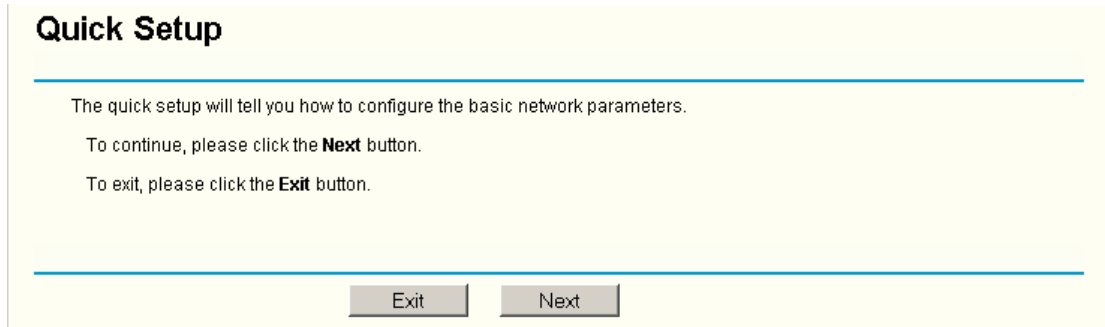 Quick Setup
The quick setup will tell you how to configure the basic network parameters.
To continue, please click the Next button.
To exit, please click the Exit button.
Exit Next